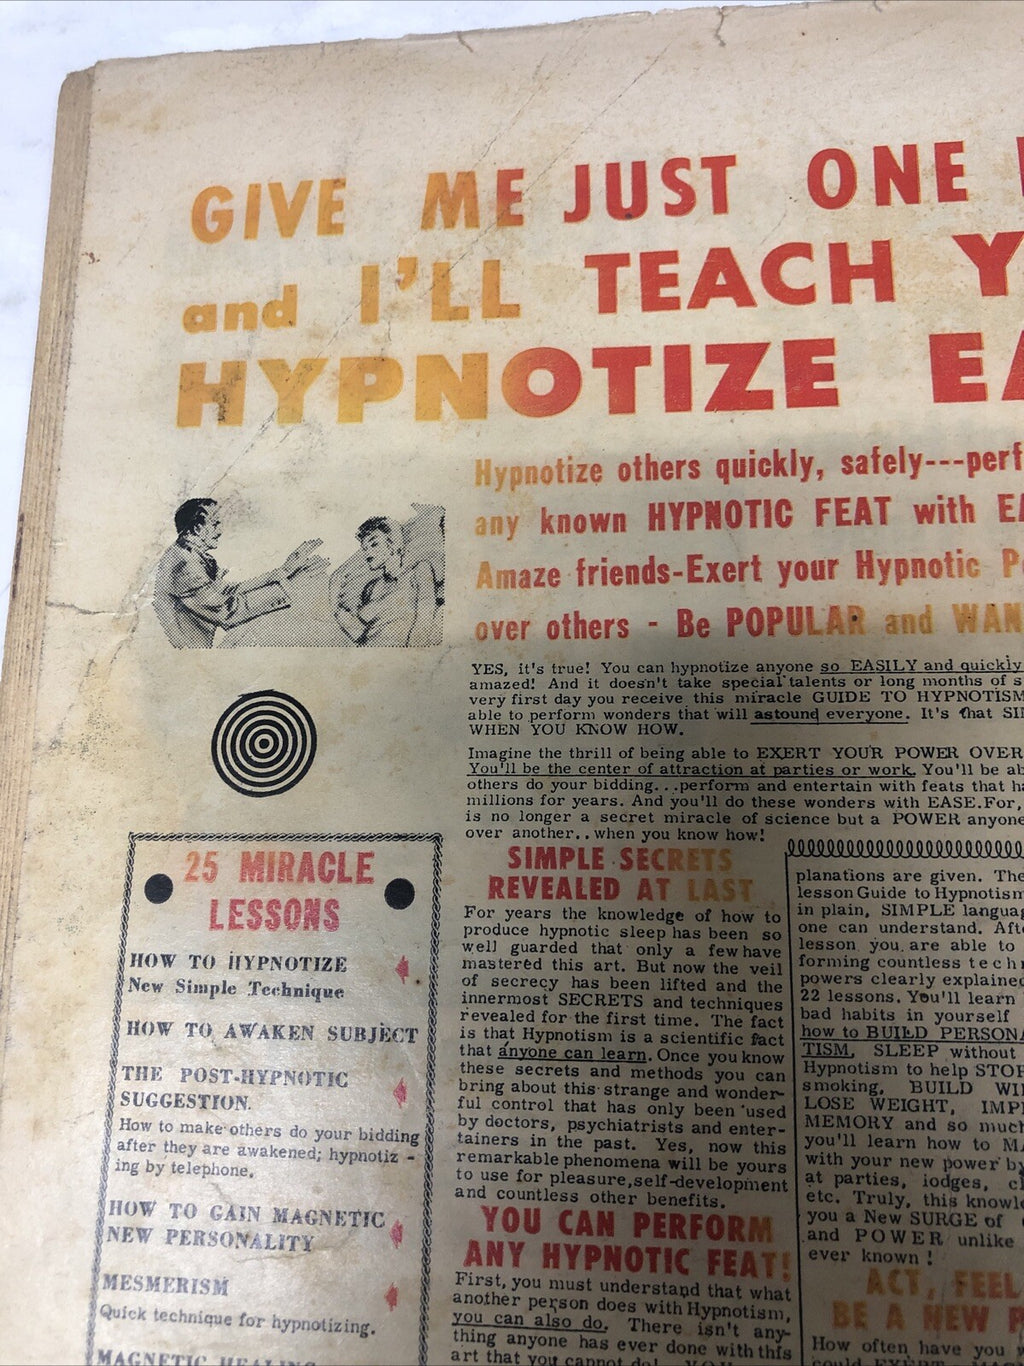 GIVE ME JUST ONE
and I'LL TEACH
HYPNOTIZE
Hypnotize others quickly, safely---perf
any known HYPNOTIC FEAT with EA
Amaze friends-Exert your Hypnotic P
over others - Be POPULAR and WAN
YES, it's true! You can hypnotize anyone so EASILY and quickly
amazed! And it doesn't take special talents or long months of s
very first day you receive this miracle GUIDE TO HYPNOTISM
able to perform wonders that will astound everyone. It's that SI
WHEN YOU KNOW HOW.
Imagine the thrill of being able to EXERT YOUR POWER OVER
You'll be the center of attraction at parties or work. You'll be ab
others do your bidding...perform and entertain with feats that ha
millions for years. And you'll do these wonders with EASE.For,
is no longer a secret miracle of science but a POWER anyone
over another..when you know how!
25 MIRACLE
LESSONS
HOW TO HYPNOTIZE
New Simple Technique
HOW TO AWAKEN SUBJECT
THE POST-HYPNOTIC
SUGGESTION.
How to make others do your bidding
after they are awakened; hypnotiz -
ing by telephone.
HOW TO GAIN MAGNETIC
NEW PERSONALITY
MESMERISM
Quick technique for hypnotizing.
MAGNETIC HEALING
SIMPLE SECRETS
REVEALED AT LAST
For years the knowledge of how to
produce hypnotic sleep has been so
well guarded that only a few have
mastered this art. But now the veil
of secrecy has been lifted and the
innermost SECRETS and techniques
revealed for the first time. The fact
is that Hypnotism is a scientific fact
that anyone can learn. Once you know
these secrets and methods you can
bring about this strange and wonder-
ful control that has only been used
by doctors, psychiatrists and enter-
tainers in the past. Yes, now this
remarkable phenomena will be yours
to use for pleasure,self-development
and countless other benefits.
YOU CAN PERFORM
ANY HYPNOTIC FEAT!
First, you must understand that what
another person does with Hypnotism,
you can also do. There isn't any-
thing anyone has ever done with this
art that you cannot do!
planations are given. The
lesson Guide to Hypnotism
in plain, SIMPLE langua
one can understand. Aft
lesson you are able to
forming countless tech
powers clearly explained
22 lessons. You'll learn
bad habits in yourself
how to BUILD PERSONA
TISM, SLEEP without
Hypnotism to help STOP
smoking, BUILD WI
LOSE WEIGHT, IMP
MEMORY and so much
you'll learn how to MA
with your new power by
at parties, lodges, cl
etc. Truly, this knowle
you a New SURGE of
and POWER unlike
ever known !
ACT, FEEL
BE A NEW P
How often have you w
could